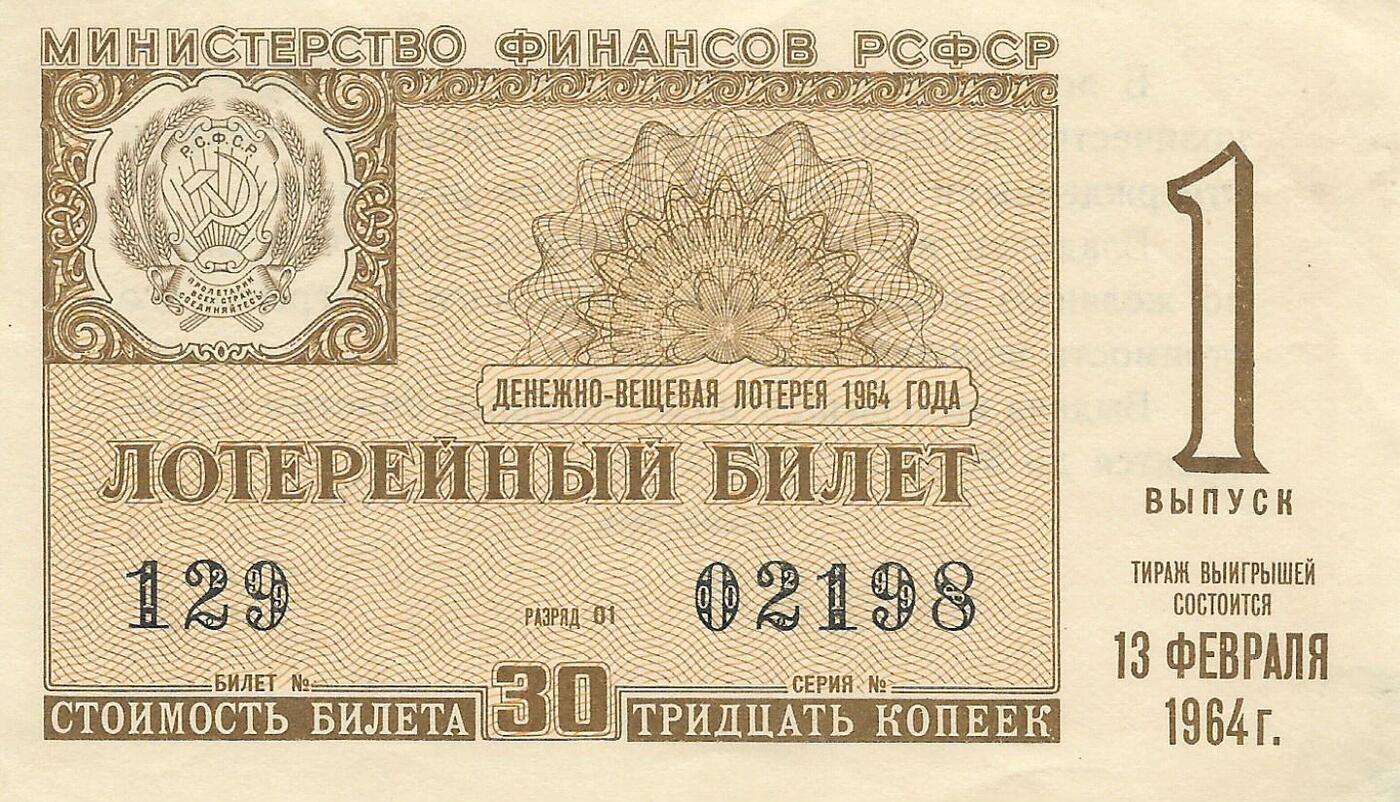 МИНИСТЕРСТВО ФИНАНСОВ РСФСР
Р.С.Ф.С.Р.
ПРОЛЕТАРИИ
ВСЕХ СТРАН,
СОЕДИНЯЙТЕСЬ!
ДЕНЕЖНО-ВЕЩЕВАЯ ЛОТЕРЕЯ 1964 ГОДА
ЛОТЕРЕЙНЫЙ БИЛЕТ
129
РАЗРЯД 01
02198
БИЛЕТ №
СЕРИЯ №
СТОИМОСТЬ БИЛЕТА 30 ТРИДЦАТЬ КОПЕЕК
1
ВЫПУСК
ТИРАЖ ВЫИГРЫШЕЙ
СОСТОИТСЯ
13 ФЕВРАЛЯ
1964 г.